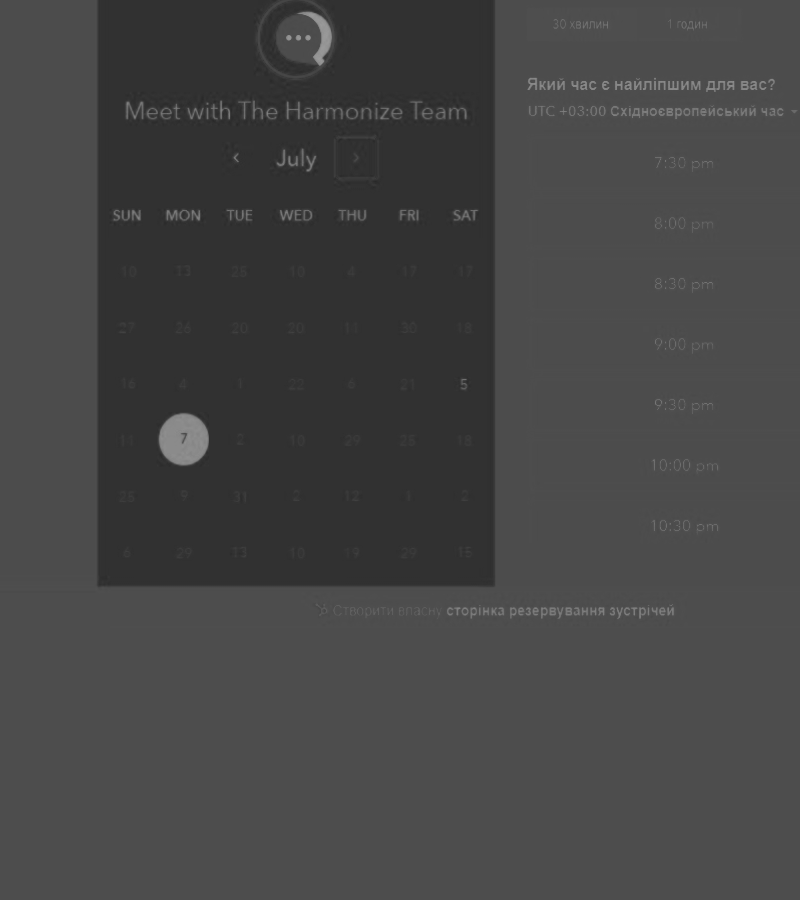 30 хвилин 1 годин
Який час є найліпшим для вас?
UTC +03:00 Східноєвропейський час
Meet with The Harmonize Team
July
SUN MON TUE WED THU FRI SAT
10 13 25 10 4 17 17
27 26 20 20 11 30 18
16 4 1 22 6 21 5
11 7 2 10 29 25 18
25 9 31 2 12 1 2
6 29 13 10 19 29 15
7:30 pm
8:00 pm
8:30 pm
9:00 pm
9:30 pm
10:00 pm
10:30 pm
Створити власну сторінка резервування зустрічей